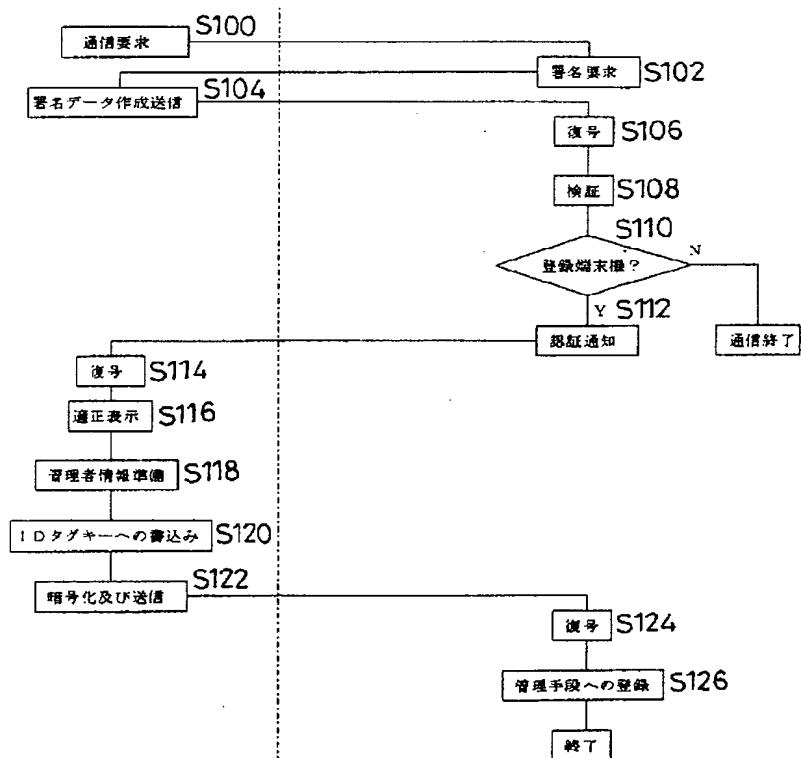 S100
通信要求
署名要求
S102
S104
署名データ作成送信
復号
S106
検証
S108
S110
登録端末機?
N
Y
S112
認証通知
通信終了
復号
S114
適正表示
S116
管理者情報準備
S118
IDタグキーへの書込み
S120
S122
暗号化及び送信
復号
S124
管理手段への登録
S126
終了